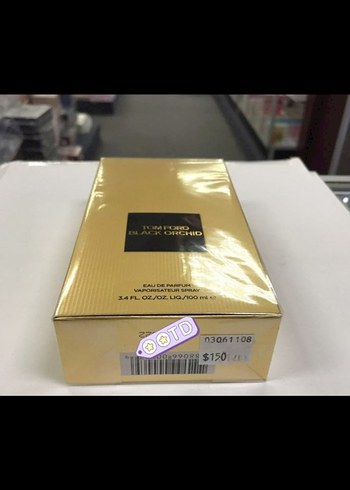 TOM FORD
BLACK ORCHID
EAU DE PARFUM
VAPORISATEUR SPRAY
3.4 FL. OZ./OZ. LIQ./100 ml ℮
OOTD
03061108
$150